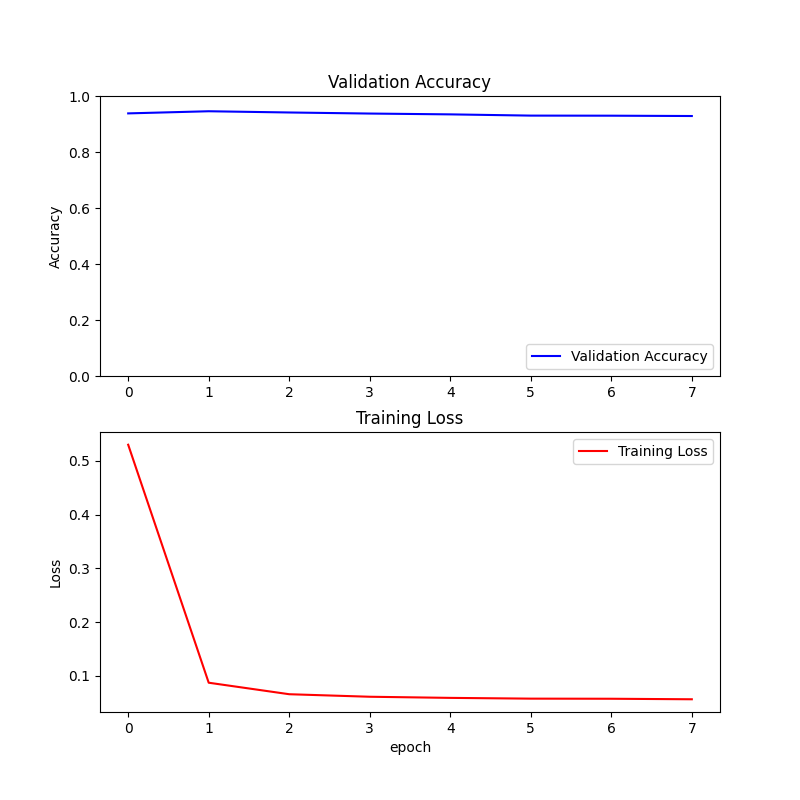 Validation Accuracy
1.0
0.8
0.6
0.4
0.2
0.0
Accuracy
Validation Accuracy
0 1 2 3 4 5 6 7
Training Loss
0.5
0.4
0.3
0.2
0.1
Loss
Training Loss
0 1 2 3 4 5 6 7
epoch